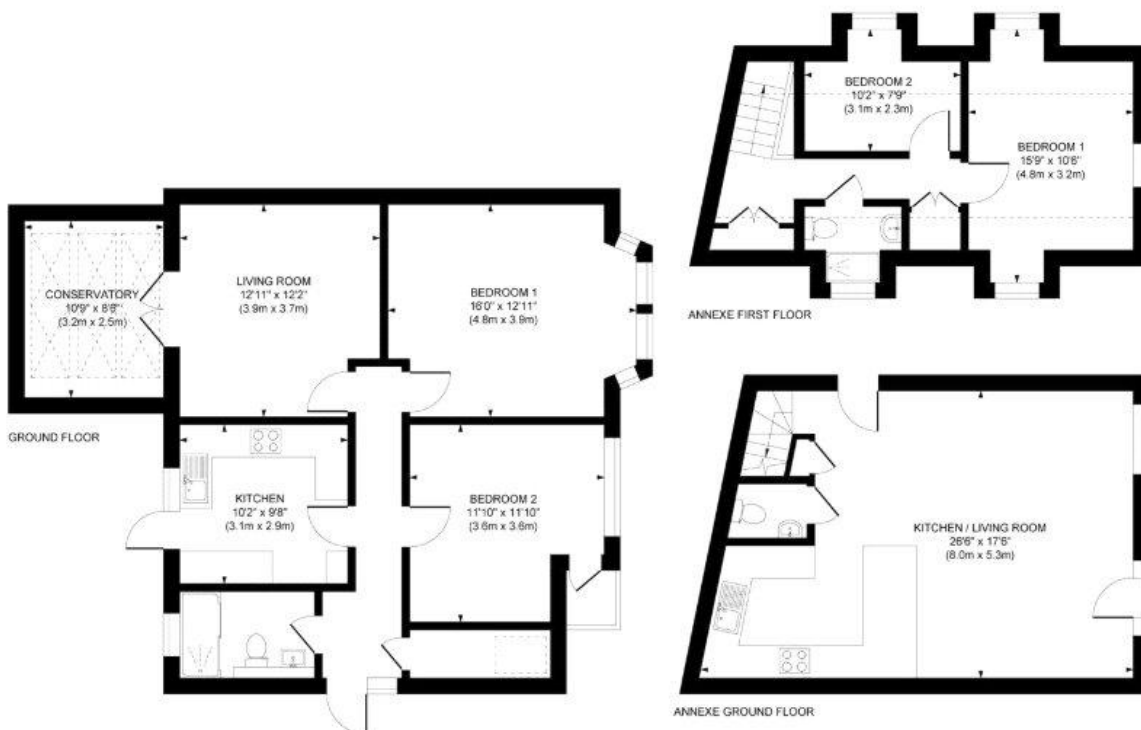 CONSERVATORY
10'9" x 8'8"
(3.2m x 2.5m)
LIVING ROOM
12'11" x 12'2"
(3.9m x 3.7m)
BEDROOM 1
16'0" x 12'11"
(4.8m x 3.9m)
GROUND FLOOR
KITCHEN
10'2" x 9'8"
(3.1m x 2.9m)
BEDROOM 2
11'10" x 11'10"
(3.6m x 3.6m)
BEDROOM 2
10'2" x 7'9"
(3.1m x 2.3m)
BEDROOM 1
15'9" x 10'6"
(4.8m x 3.2m)
ANNEXE FIRST FLOOR
KITCHEN / LIVING ROOM
26'6" x 17'6"
(8.0m x 5.3m)
ANNEXE GROUND FLOOR